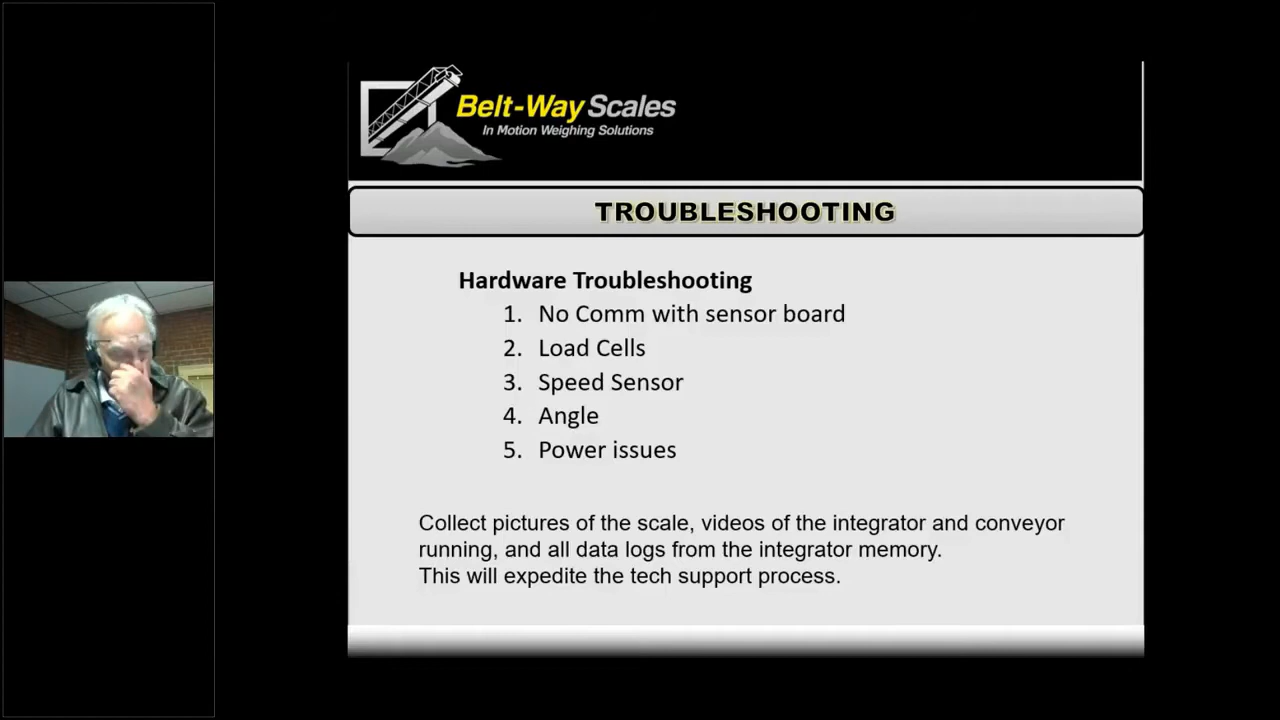 Belt-Way Scales
In Motion Weighing Solutions
TROUBLESHOOTING
Hardware Troubleshooting
1. No Comm with sensor board
2. Load Cells
3. Speed Sensor
4. Angle
5. Power issues
Collect pictures of the scale, videos of the integrator and conveyor
running, and all data logs from the integrator memory.
This will expedite the tech support process.